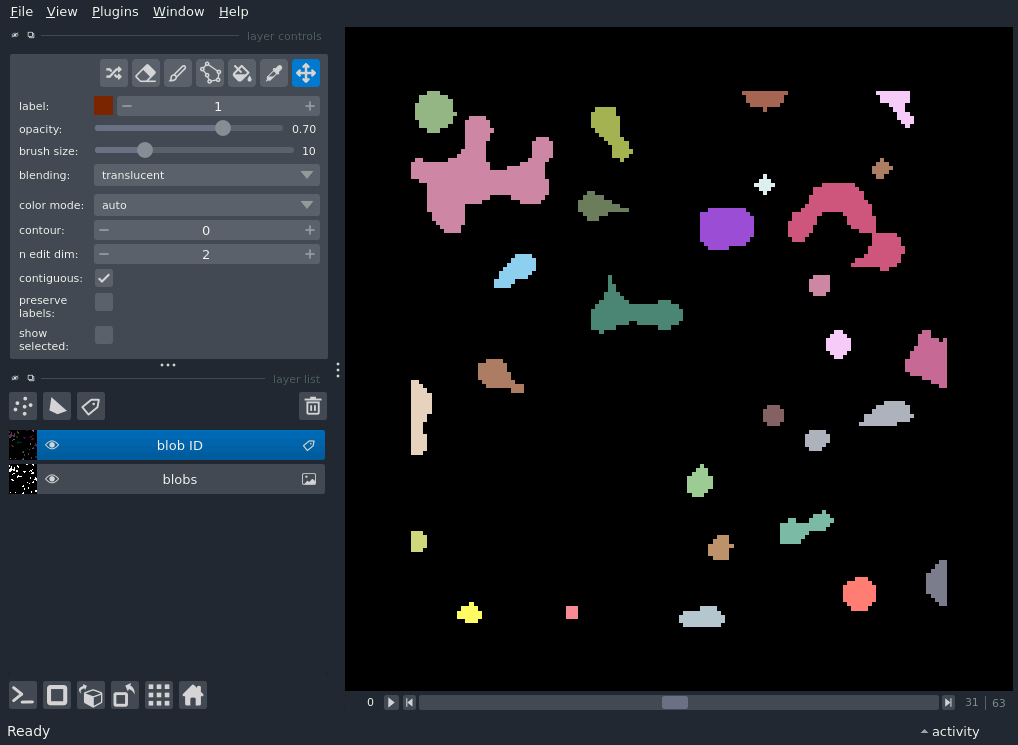 File View Plugins Window Help
layer controls
label: 1
opacity: 0.70
brush size: 10
blending: translucent
color mode: auto
contour: 0
n edit dim: 2
contiguous:
preserve
labels:
show
selected:
layer list
blob ID
blobs
0 31 | 63
Ready activity